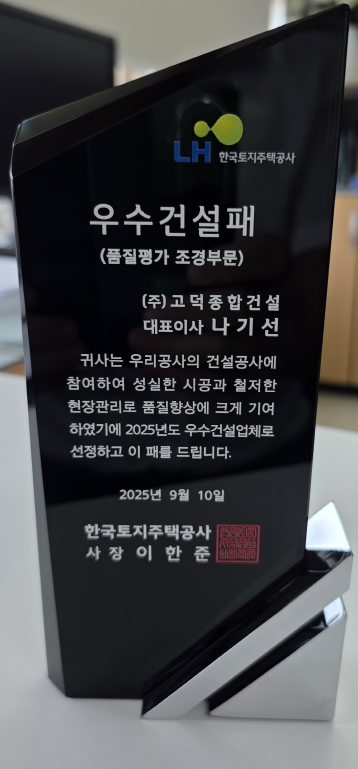 LH 한국토지주택공사
우수건설패
(품질평가 조경부문)
(주)고덕종합건설
대표이사 나기선
귀사는 우리공사의 건설공사에
참여하여 성실한 시공과 철저한
현장관리로 품질향상에 크게 기여
하였기에 2025년도 우수건설업체로
선정하고 이 패를 드립니다.
2025년 9월 10일
한국토지주택공사
사장 이한준